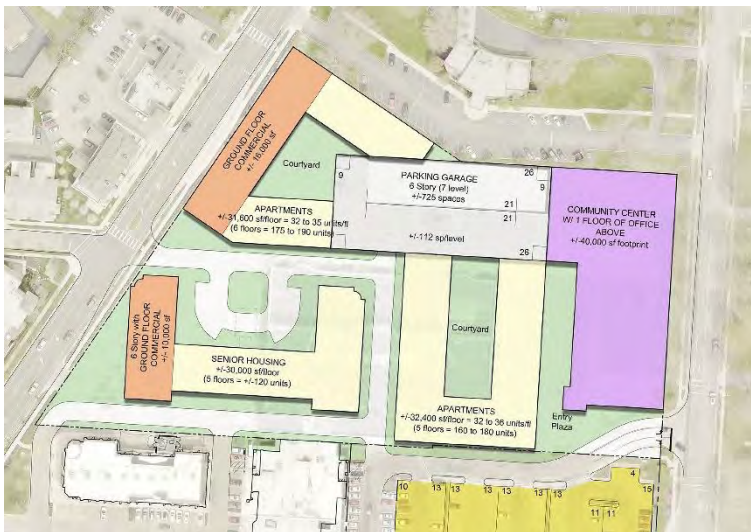 GROUND FLOOR
COMMERCIAL
+/- 16,000 sf
Courtyard
9
PARKING GARAGE
6 Story (7 level)
+/-725 spaces
26
9
21
21
+/-112 sp/level
26
APARTMENTS
+/-31,600 sf/floor = 32 to 35 units/fl
(6 floors = 175 to 190 units)
COMMUNITY CENTER
W/ 1 FLOOR OF OFFICE
ABOVE
+/-40,000 sf footprint
6 Story with
GROUND FLOOR
COMMERCIAL
+/- 13,000 sf
SENIOR HOUSING
+/-30,000 sf/floor
(5 floors = +/-120 units)
Courtyard
APARTMENTS
+/-32,400 sf/floor = 32 to 36 units/fl
(5 floors = 160 to 180 units)
Entry
Plaza
10
13
13
13
13
13
4
15
11
11